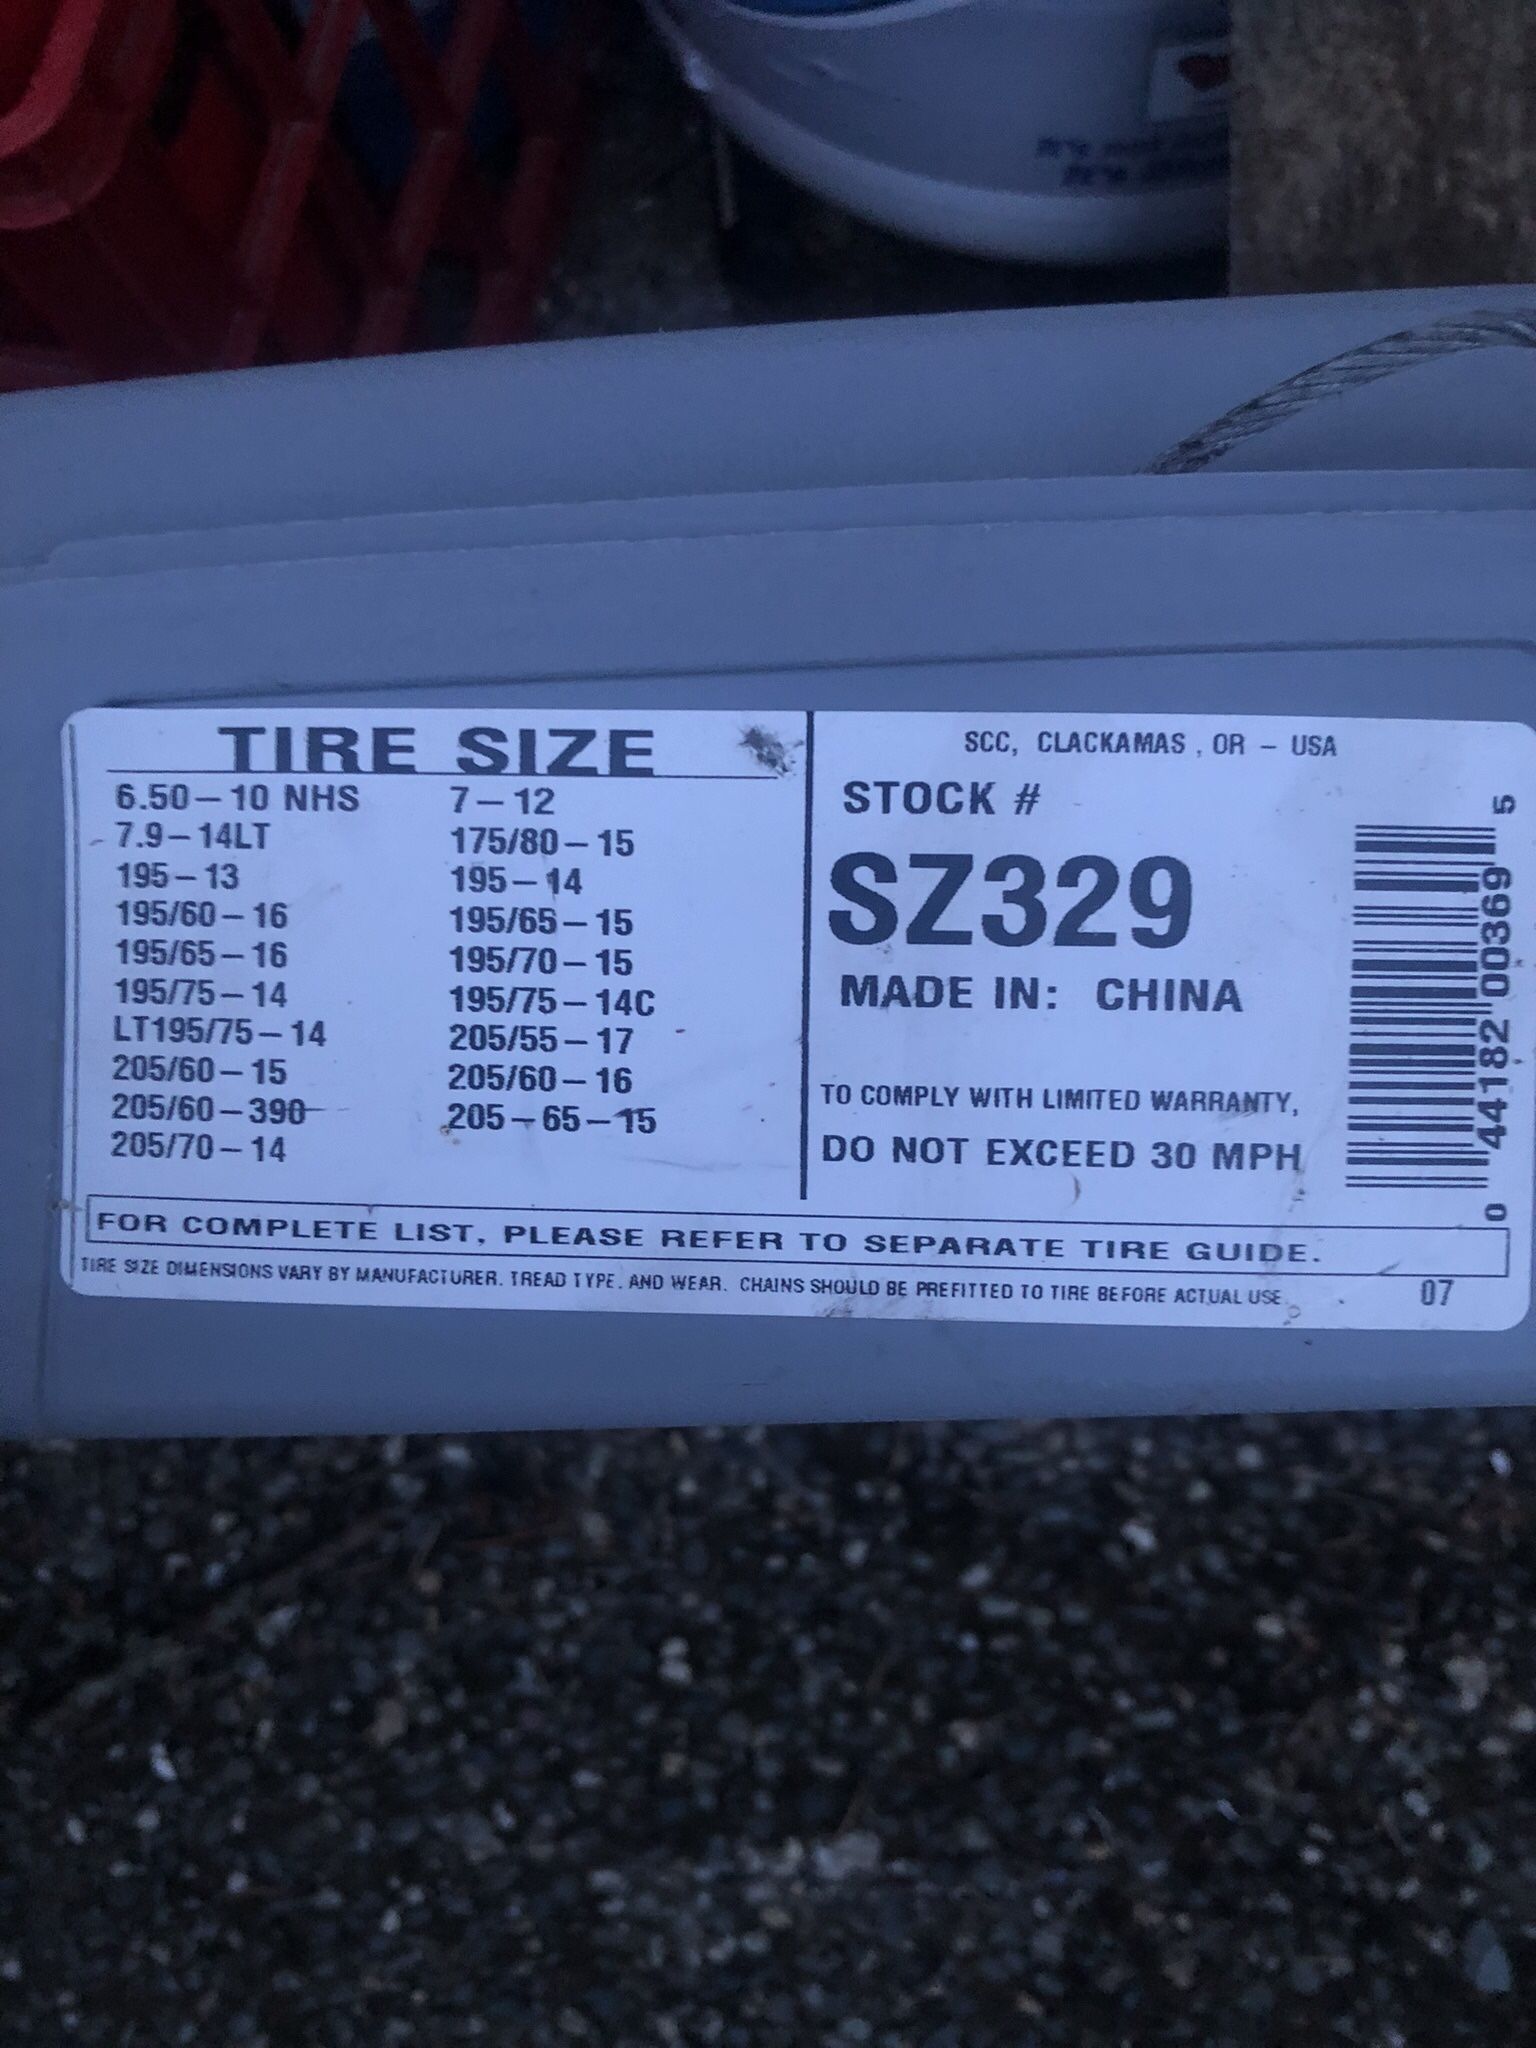 TIRE SIZE
6.50-10 NHS
7.9-14LT
195-13
195/60-16
195/65-16
195/75-14
LT195/75-14
205/60-15
205/60-390
205/70-14
7-12
175/80-15
195-14
195/65-15
195/70-15
195/75-14C
205/55-17
205/60-16
205-65-15
SCC, CLACKAMAS , OR - USA
STOCK #
SZ329
MADE IN: CHINA
TO COMPLY WITH LIMITED WARRANTY,
DO NOT EXCEED 30 MPH
0 44182 00369 5
FOR COMPLETE LIST, PLEASE REFER TO SEPARATE TIRE GUIDE.
TIRE SIZE DIMENSIONS VARY BY MANUFACTURER. TREAD TYPE. AND WEAR. CHAINS SHOULD BE PREFITTED TO TIRE BEFORE ACTUAL USE.
07